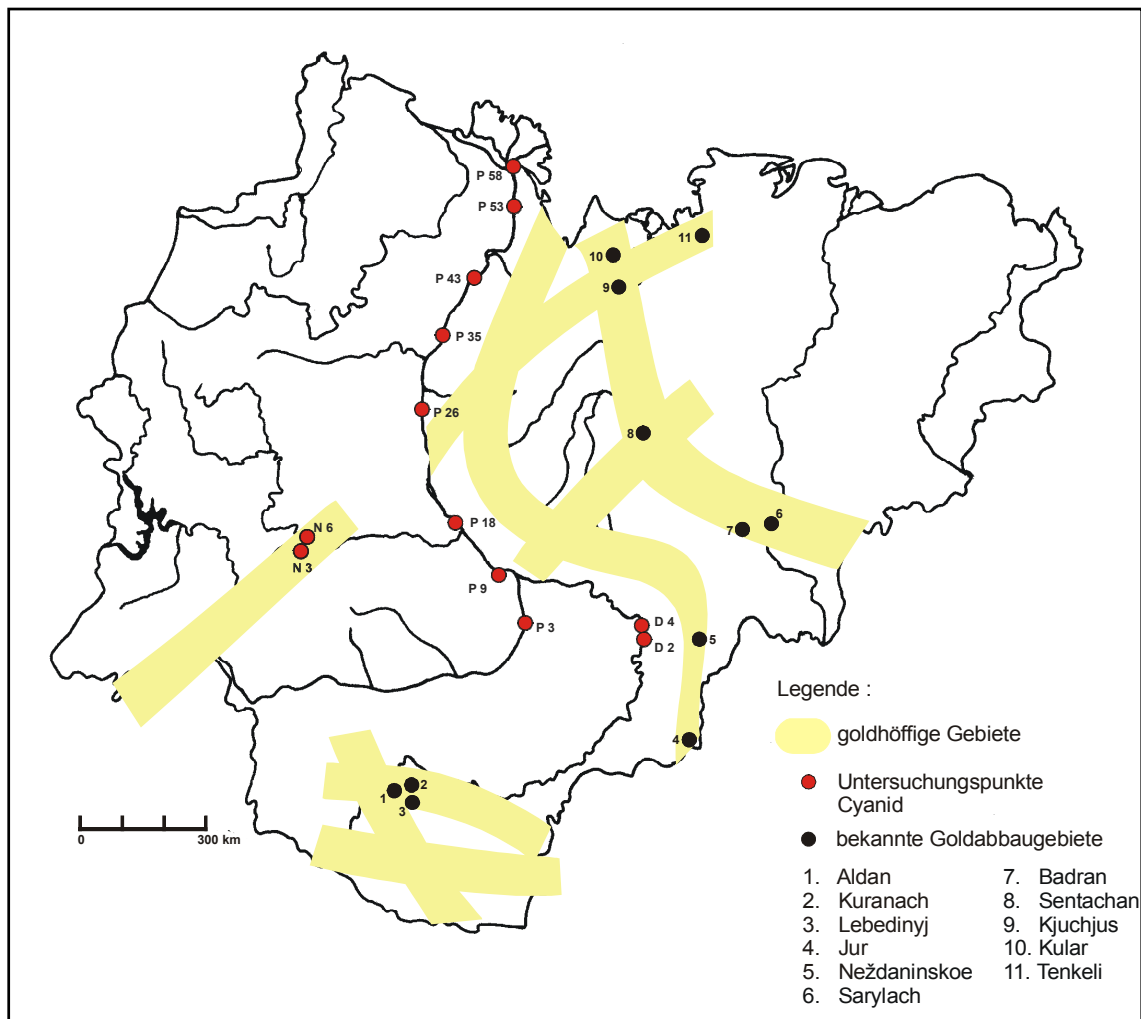 P 58
P 53
11
10
P 43
9
P 35
P 26
8
6
P 18
7
N 6
N 3
P 9
D 4
P 3
5
D 2
Legende :
goldhöffige Gebiete
4
Untersuchungspunkte
Cyanid
2
1
3
0 300 km
bekannte Goldabbaugebiete
1. Aldan
2. Kuranach
3. Lebedinyj
4. Jur
5. Neždaninskoe
6. Sarylach
7. Badran
8. Sentachan
9. Kjuchjus
10. Kular
11. Tenkeli